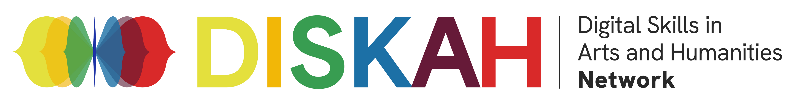 DISKAH
Digital Skills in
Arts and Humanities
Network